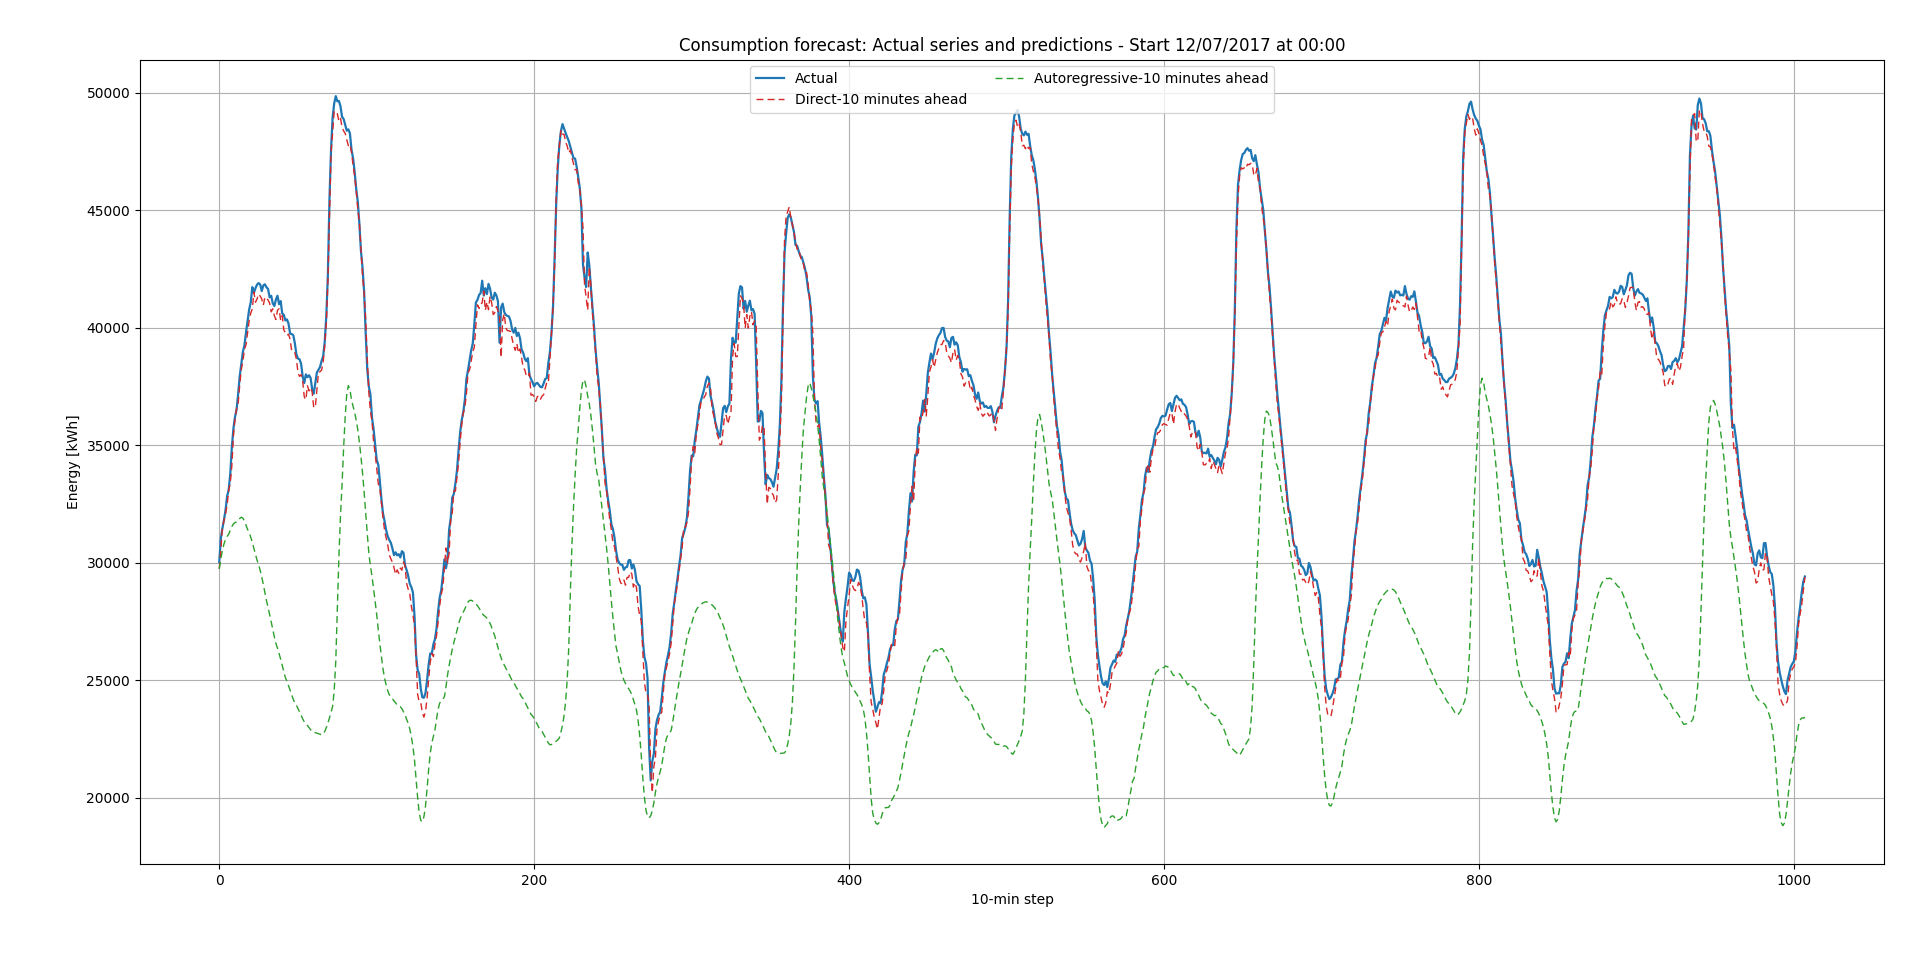 Consumption forecast: Actual series and predictions - Start 12/07/2017 at 00:00
Actual
Direct-10 minutes ahead
Autoregressive-10 minutes ahead
Energy [kWh]
50000
45000
40000
35000
30000
25000
20000
0
200
400
600
800
1000
10-min step